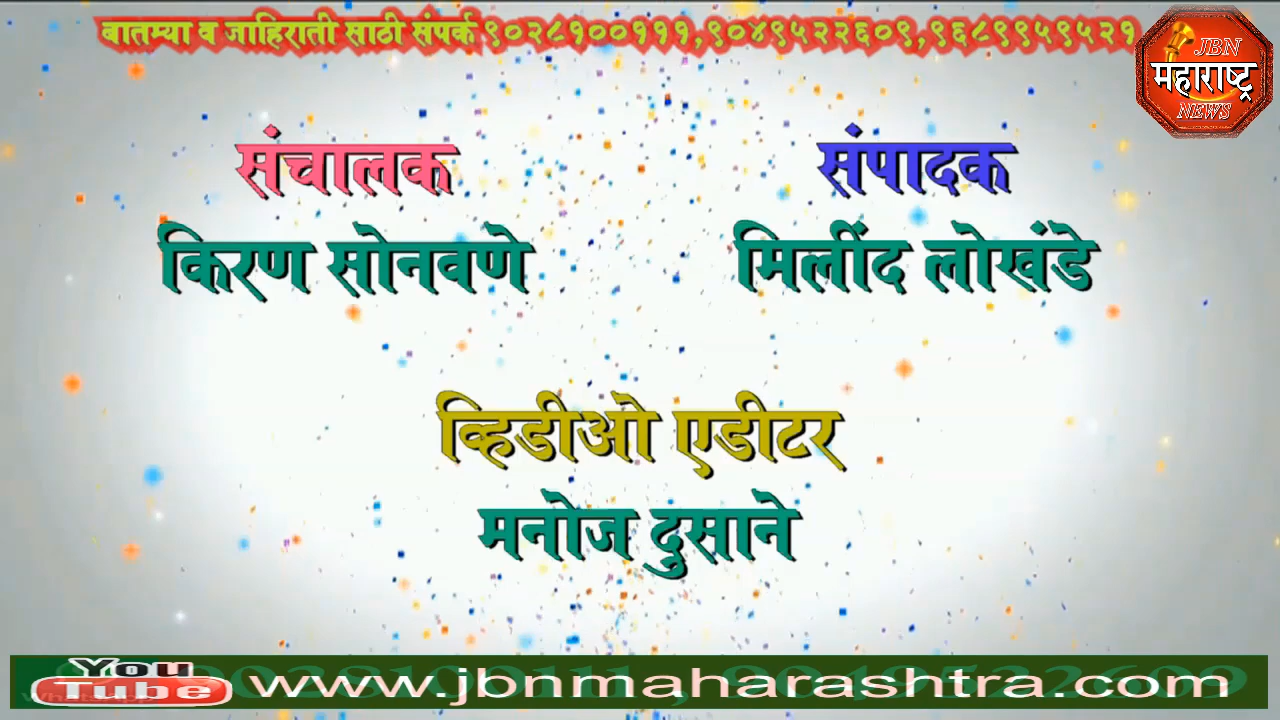 बातम्या व जाहिराती साठी संपर्क ९०२८१००१११,९०४९५२२६०९,९६८९९५९५२१
JBN
महाराष्ट्र
NEWS
संचालक
संपादक
किरण सोनवणे
मिलींद लोखंडे
व्हिडीओ एडीटर
मनोज दुसाने
You
Tube
www.jbnmaharashtra.com